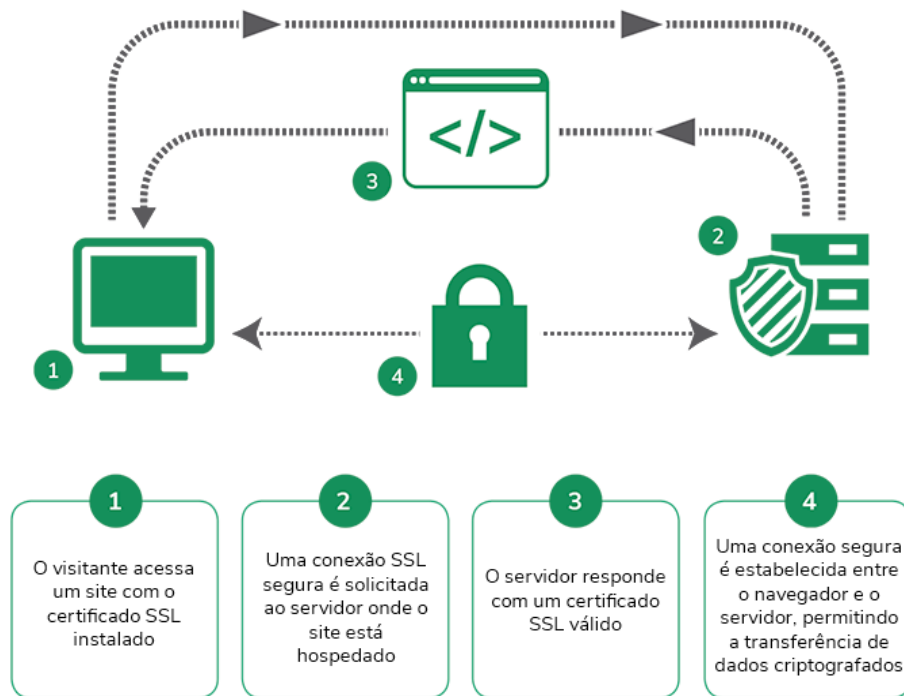 </>
3
2
1
4
1
O visitante acessa
um site com o
certificado SSL
instalado
2
Uma conexão SSL
segura é solicitada
ao servidor onde o
site está
hospedado
3
O servidor responde
com um certificado
SSL válido
4
Uma conexão segura
é estabelecida entre
o navegador e o
servidor, permitindo
a transferência de
dados criptografados